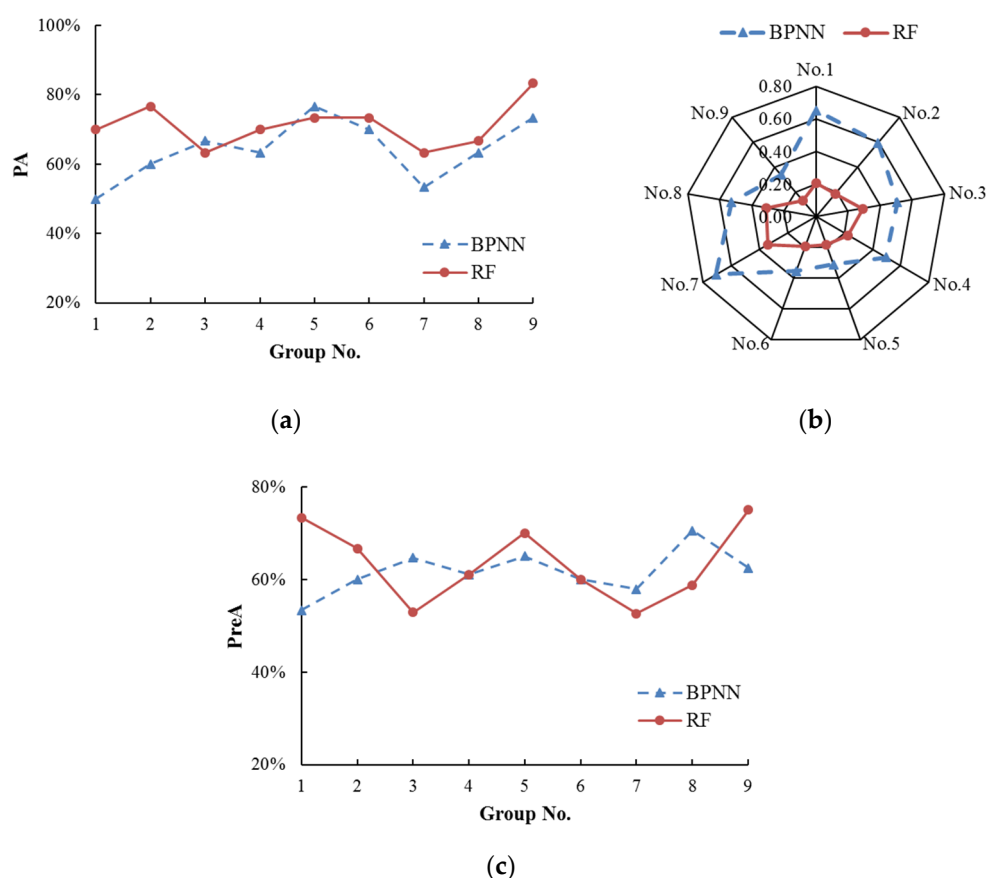 100%
80%
60%
40%
20%
PA
1 2 3 4 5 6 7 8 9
Group No.
BPNN
RF
(a)
BPNN RF
No.1
No.2
No.3
No.4
No.5
No.6
No.7
No.8
No.9
0.80
0.60
0.40
0.20
0.00
(b)
80%
60%
40%
20%
PreA
1 2 3 4 5 6 7 8 9
Group No.
BPNN
RF
(c)